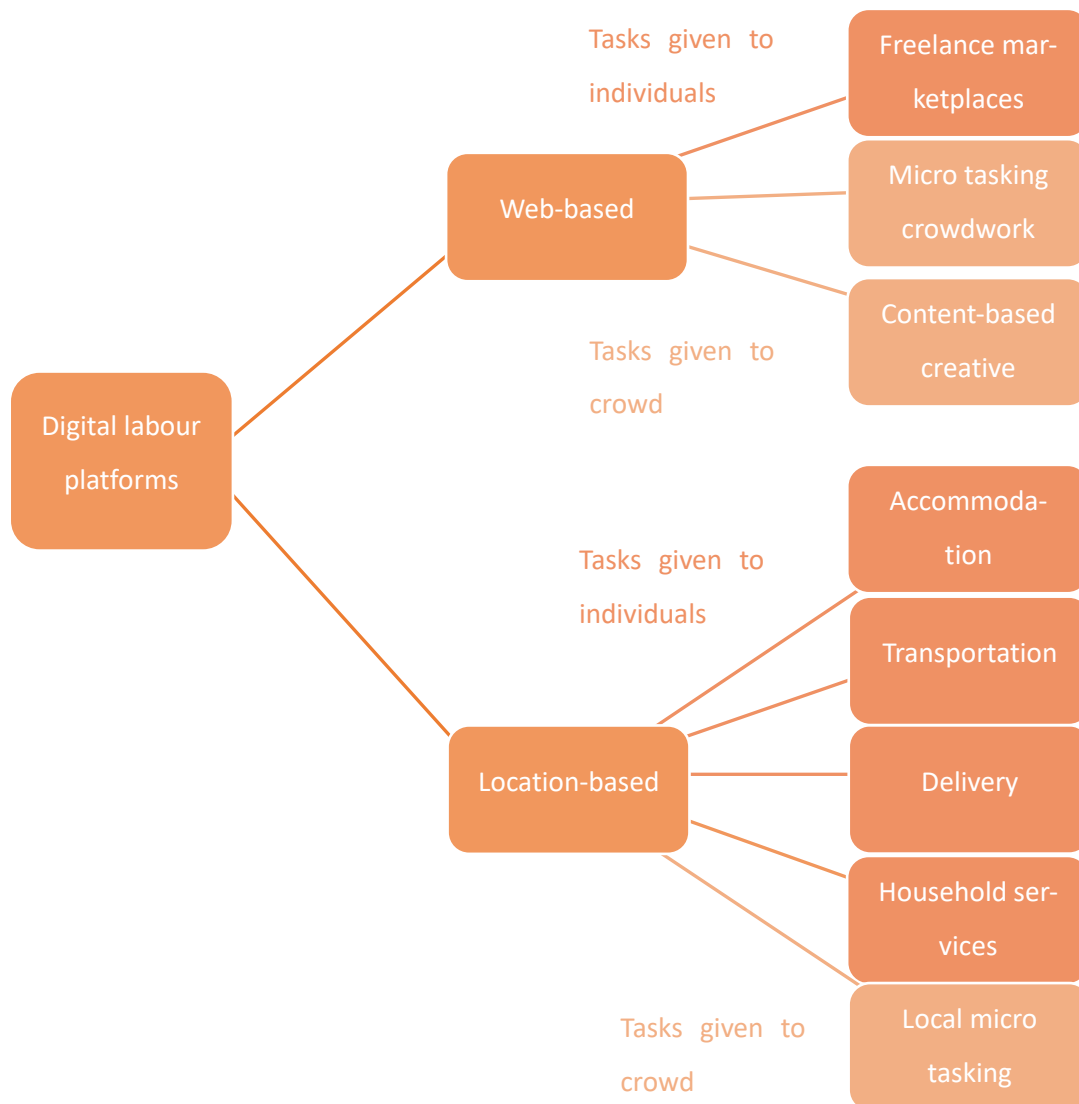 Tasks given to
individuals
Freelance mar-
ketplaces
Web-based
Micro tasking
crowdwork
Content-based
creative
Tasks given to
crowd
Digital labour
platforms
Accommoda-
tion
Tasks given to
individuals
Transportation
Location-based
Delivery
Household ser-
vices
Local micro
tasking
Tasks given to
crowd